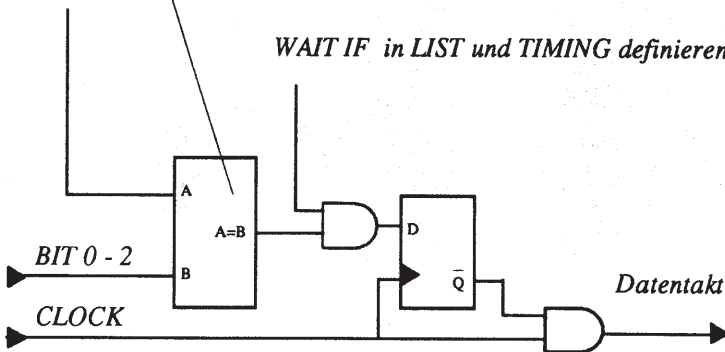 WAIT IF in LIST und TIMING definieren
A
A=B
D
BIT 0 - 2
B
Q
Datentakt
CLOCK